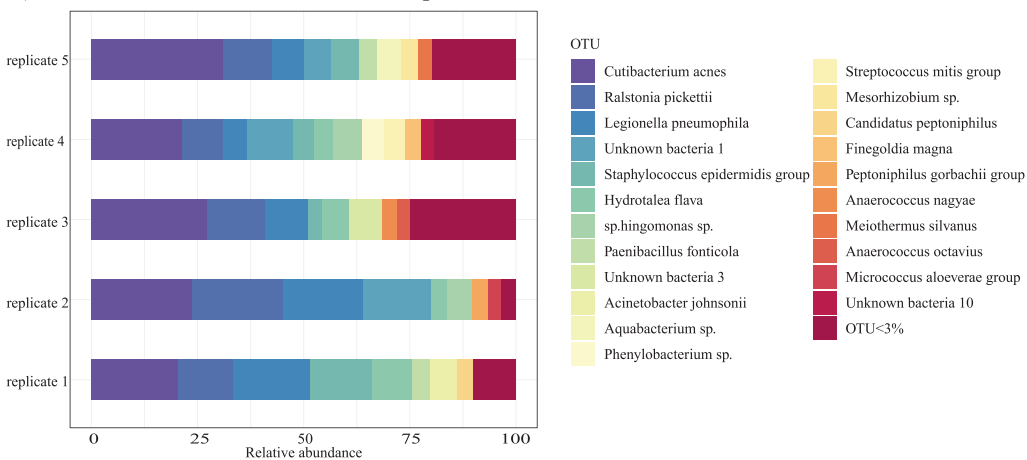 replicate 5
replicate 4
replicate 3
replicate 2
replicate 1
0 25 50 75 100
Relative abundance
OTU
Cutibacterium acnes
Ralstonia pickettii
Legionella pneumophila
Unknown bacteria 1
Staphylococcus epidermidis group
Hydrotalea flava
sp.hingomonas sp.
Paenibacillus fonticola
Unknown bacteria 3
Acinetobacter johnsonii
Aquabacterium sp.
Phenylobacterium sp.
Streptococcus mitis group
Mesorhizobium sp.
Candidatus peptoniphilus
Finegoldia magna
Peptoniphilus gorbachii group
Anaerococcus nagyae
Meiothermus silvanus
Anaerococcus octavius
Micrococcus aloeverae group
Unknown bacteria 10
OTU<3%